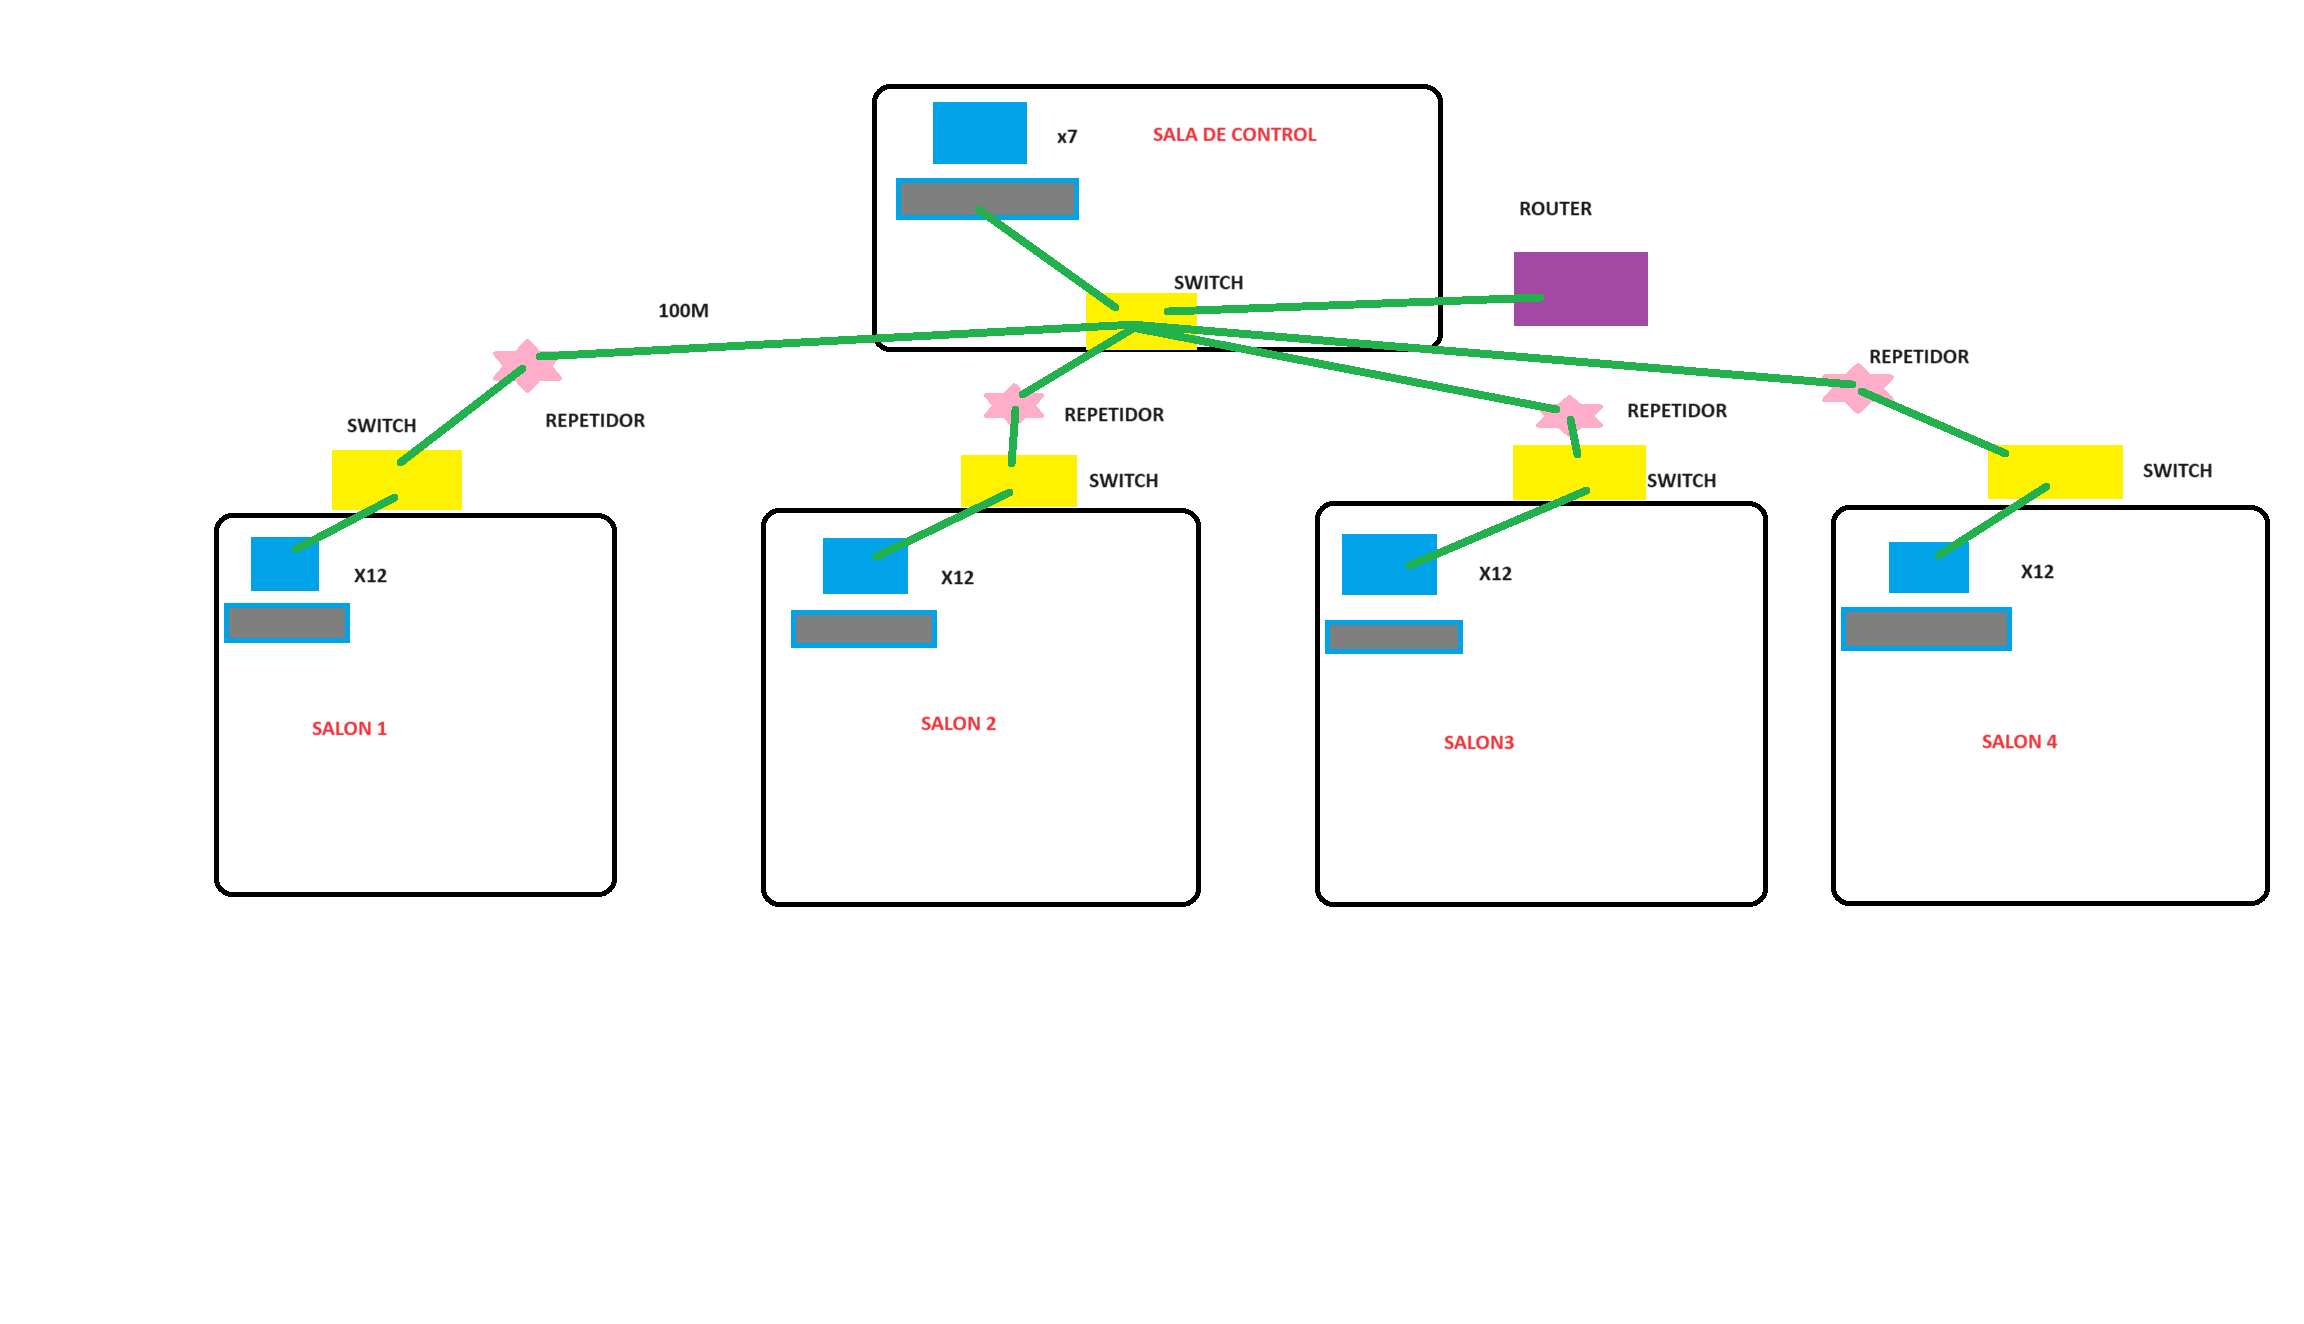 x7
SALA DE CONTROL
ROUTER
SWITCH
100M
REPETIDOR
REPETIDOR
REPETIDOR
REPETIDOR
SWITCH
SWITCH
SWITCH
SWITCH
X12
X12
X12
X12
SALON 1
SALON 2
SALON3
SALON 4